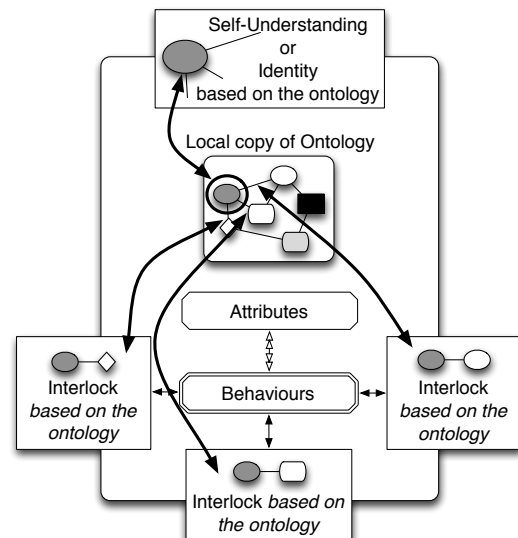 Self-Understanding
or
Identity
based on the ontology
Local copy of Ontology
Attributes
Interlock
based on the
ontology
Behaviours
Interlock
based on the
ontology
Interlock based on
the ontology